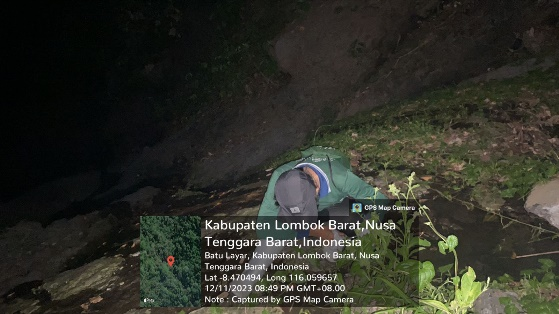 GPS Map Camera
Kabupaten Lombok Barat,Nusa
Tenggara Barat,Indonesia
Batu Layar, Kabupaten Lombok Barat, Nusa
Tenggara Barat, Indonesia
Lat -8.470494, Long 116.059657
12/11/2023 08:49 PM GMT+08:00
Note : Captured by GPS Map Camera